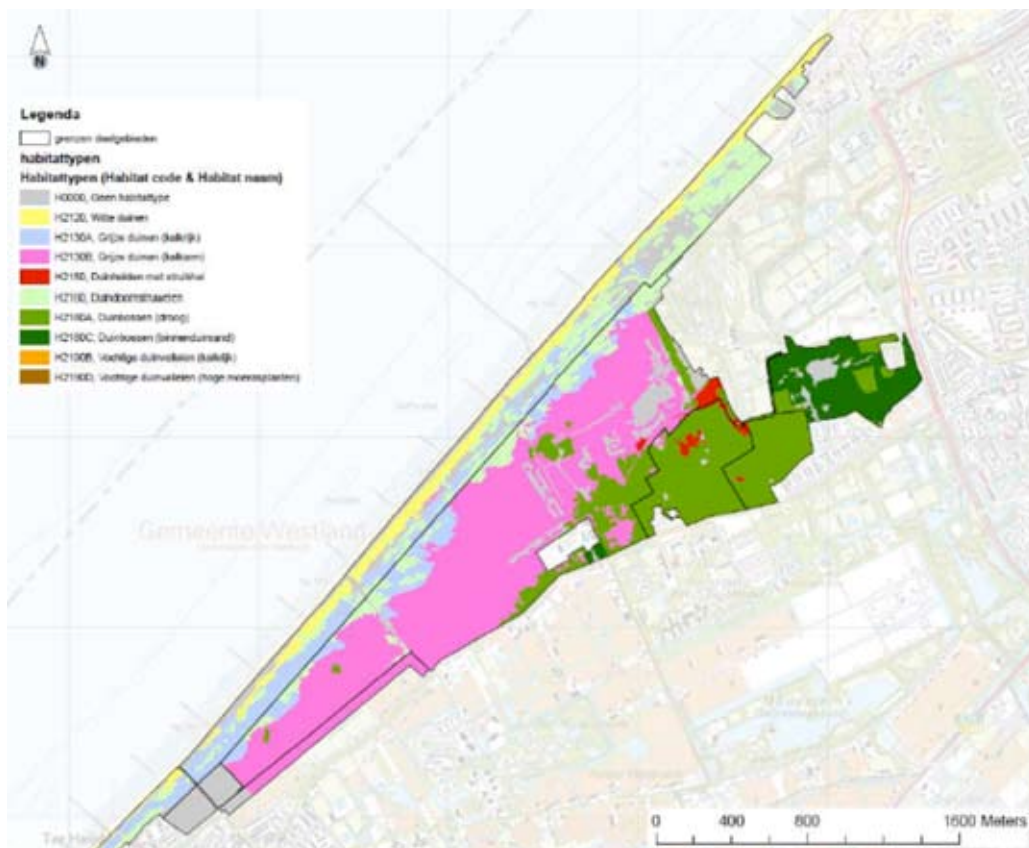 N
Legenda
grenzen deelgebieden
habitattypen
Habitattypen (Habitat code & Habitat naam)
H0000, Geen habitattype
H2120, Witte duinen
H2130A, Grijze duinen (kalkrijk)
H2130B, Grijze duinen (kalkarm)
H2150, Duinheiden met struikhei
H2160, Duindoornstruwelen
H2180A, Duinbossen (droog)
H2180C, Duinbossen (binnenduinrand)
H2190B, Vochtige duinvalleien (kalkrijk)
H2190D, Vochtige duinvalleien (hoge moerasplanten)
Gemeente Westland
Ter
0 400 800 1600 Meters